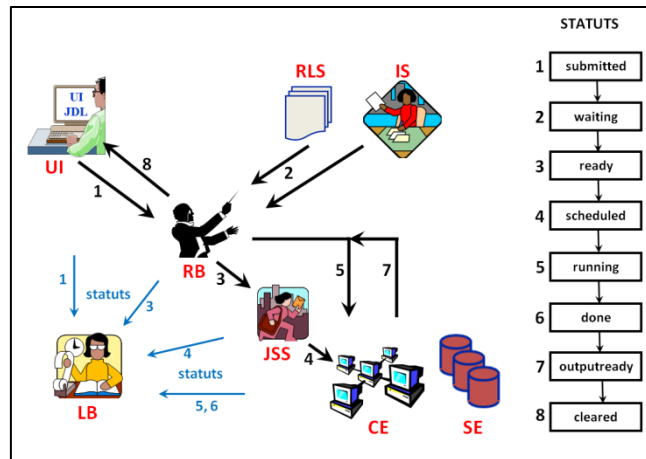 STATUTS
RLS
IS
UI
JDL
UI
8
1
2
RB
3
5
7
1
statuts
3
JSS
4
4
statuts
5, 6
LB
CE
SE
1 submitted
2 waiting
3 ready
4 scheduled
5 running
6 done
7 outputready
8 cleared